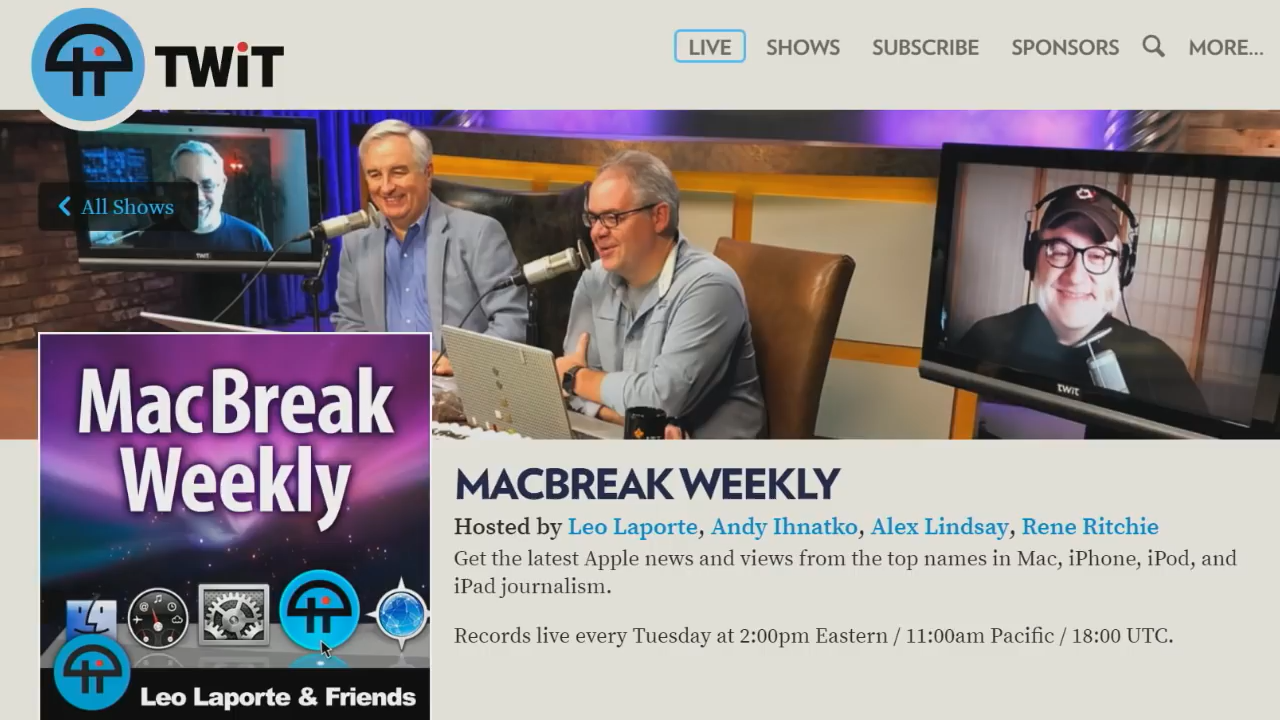 TWiT
LIVE
SHOWS
SUBSCRIBE
SPONSORS
MORE...
All Shows
TWiT
TWiT
MacBreak
Weekly
Leo Laporte & Friends
MACBREAK WEEKLY
Hosted by Leo Laporte, Andy Ihnatko, Alex Lindsay, Rene Ritchie
Get the latest Apple news and views from the top names in Mac, iPhone, iPod, and
iPad journalism.
Records live every Tuesday at 2:00pm Eastern / 11:00am Pacific / 18:00 UTC.